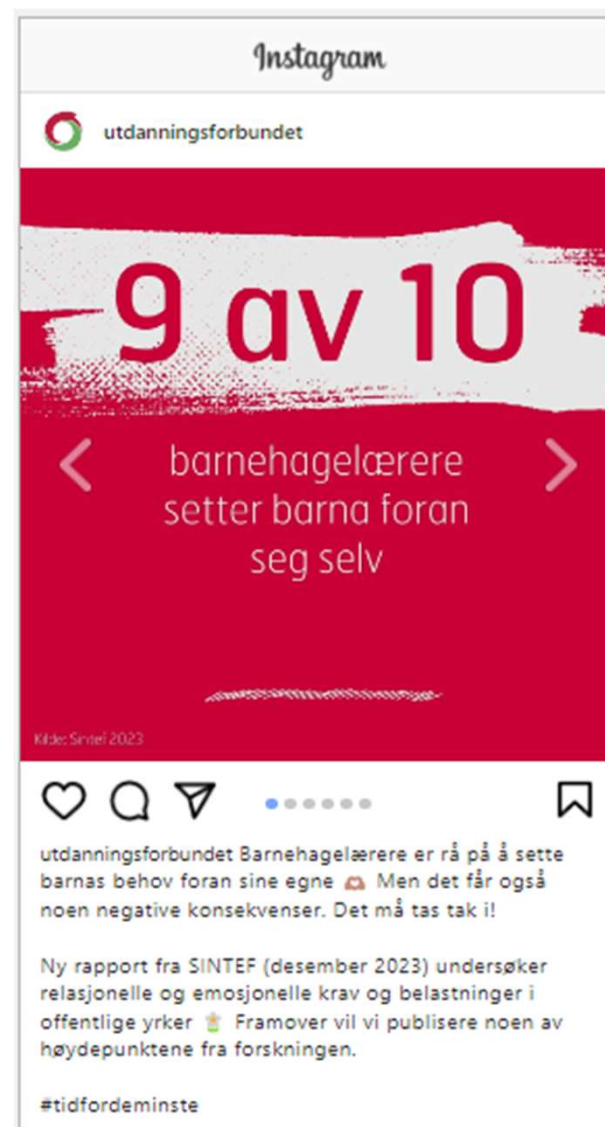 Instagram
utdanningsforbundet
9 av 10
barnehagelærere
setter barna foran
seg selv
Kilde: Sintef 2023
utdanningsforbundet Barnehagelærere er rå på å sette
barnas behov foran sine egne 🫶🏽 Men det får også
noen negative konsekvenser. Det må tas tak i!
Ny rapport fra SINTEF (desember 2023) undersøker
relasjonelle og emosjonelle krav og belastninger i
offentlige yrker Framover vil vi publisere noen av
høydepunktene fra forskningen.
#tidfordeminste